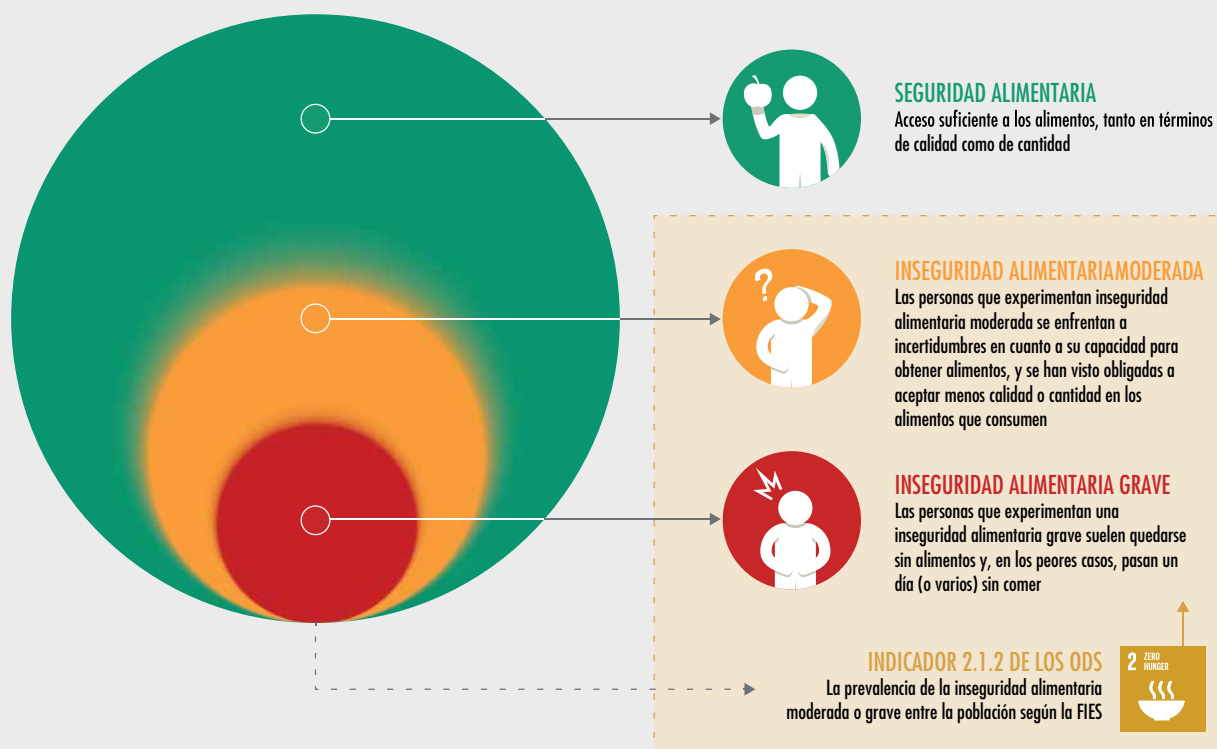 SEGURIDAD ALIMENTARIA
Acceso suficiente a los alimentos, tanto en términos
de calidad como de cantidad
?
INSEGURIDAD ALIMENTARIAMODERADA
Las personas que experimentan inseguridad
alimentaria moderada se enfrentan a
incertidumbres en cuanto a su capacidad para
obtener alimentos, y se han visto obligadas a
aceptar menos calidad o cantidad en los
alimentos que consumen
INSEGURIDAD ALIMENTARIA GRAVE
Las personas que experimentan una
inseguridad alimentaria grave suelen quedarse
sin alimentos y, en los peores casos, pasan un
día (o varios) sin comer
INDICADOR 2.1.2 DE LOS ODS
La prevalencia de la inseguridad alimentaria
moderada o grave entre la población según la FIES
2 ZERO
HUNGER